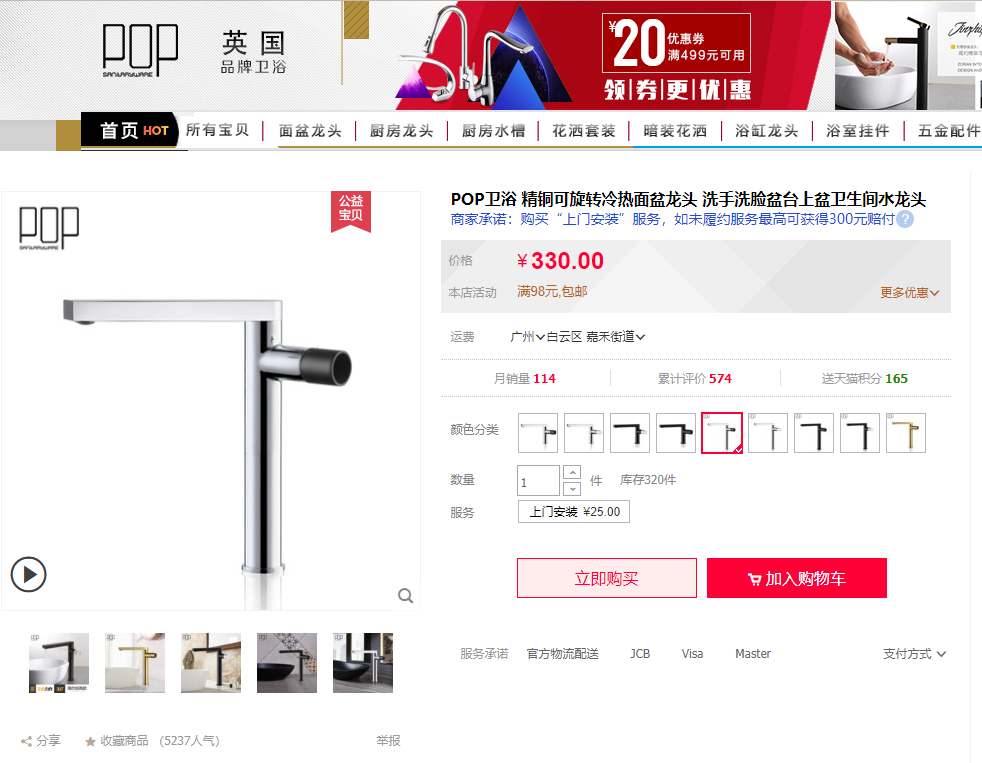 POP
SANITARYWARE
英国
品牌卫浴
¥20 优惠券
满499元可用
领|券|更|优|惠
首页 HOT
所有宝贝
面盆龙头
厨房龙头
厨房水槽
花洒套装
暗装花洒
浴缸龙头
浴室挂件
五金配件
POP
SANITARYWARE
公益
宝贝
POP卫浴 精铜可旋转冷热面盆龙头 洗手洗脸盆台上盆卫生间水龙头
商家承诺：购买“上门安装”服务，如未履约服务最高可获得300元赔付 ?
价格 ¥330.00
本店活动 满98元,包邮 更多优惠
运费 广州 白云区 嘉禾街道
月销量 114 累计评价 574 送天猫积分 165
颜色分类
数量 1 件 库存320件
服务 上门安装 ¥25.00
立即购买 加入购物车
服务承诺 官方物流配送 JCB Visa Master 支付方式
分享 收藏商品 (5237人气) 举报